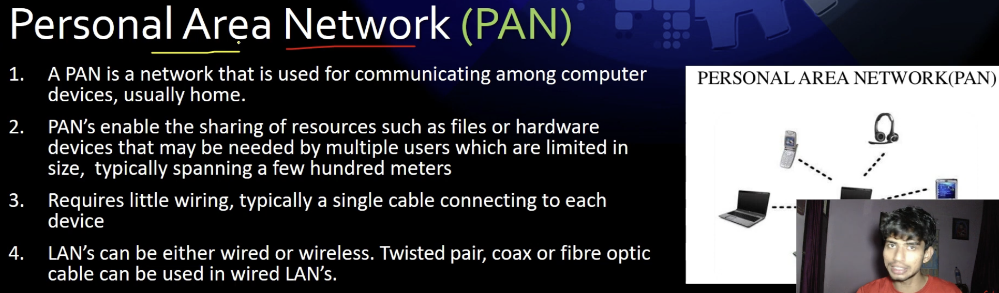 Personal Area Network (PAN)
1. A PAN is a network that is used for communicating among computer
devices, usually home.
2. PAN's enable the sharing of resources such as files or hardware
devices that may be needed by multiple users which are limited in
size, typically spanning a few hundred meters
3. Requires little wiring, typically a single cable connecting to each
device
4. LAN's can be either wired or wireless. Twisted pair, coax or fibre optic
cable can be used in wired LAN's.
PERSONAL AREA NETWORK(PAN)